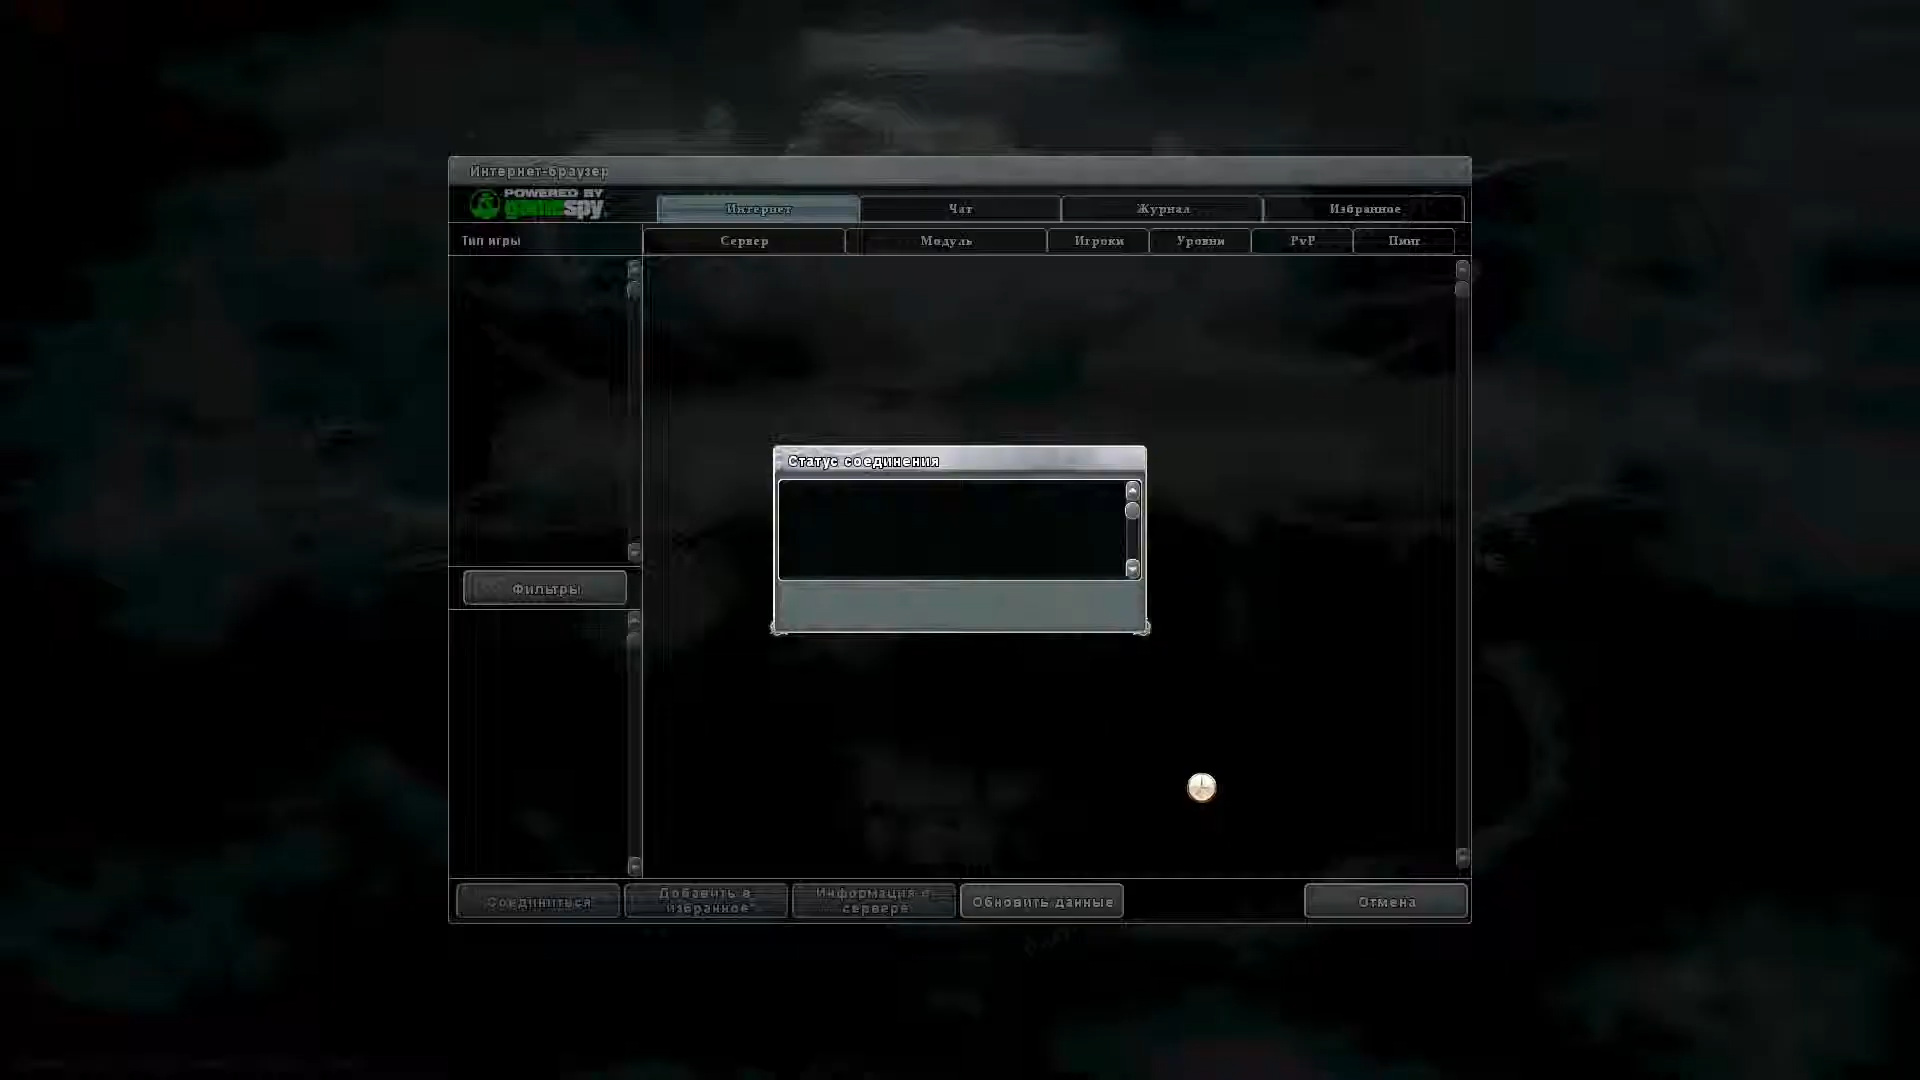 Интернет-браузер
POWERED BY
gamespy
Интернет
Чат
Журнал
Избранное
Тип игры
Сервер
Модуль
Игроки
Уровни
PvP
Пинг
Статус соединения
Фильтры
Соединиться
Добавить в
избранное
Информация о
сервере
Обновить данные
Отмена